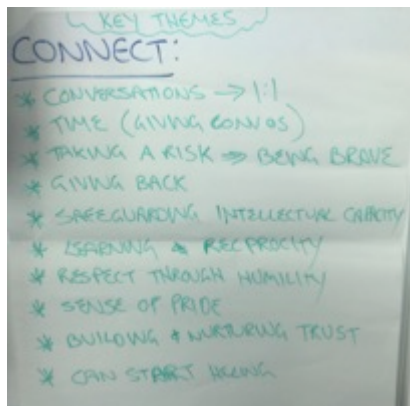 KEY THEMES
CONNECT:
* CONVERSATIONS → 1:1
* TIME (GIVING CONVOS)
* TAKING A RISK ⇒ BEING BRAVE
* GIVING BACK
* SAFEGUARDING INTELLECTUAL CAPACITY
* LEARNING & RECIPROCITY
* RESPECT THROUGH HUMILITY
* SENSE OF PRIDE
* BUILDING + NURTURING TRUST
* CAN START